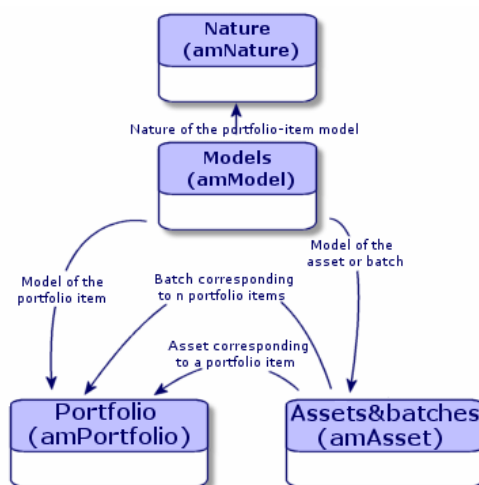 Nature
(amNature)
Nature of the portfolio-item model
Models
(amModel)
Model of the
asset or batch
Model of the
portfolio item
Batch corresponding
to n portfolio items
Asset corresponding
to a portfolio item
Portfolio
(amPortfolio)
Assets&batches
(amAsset)